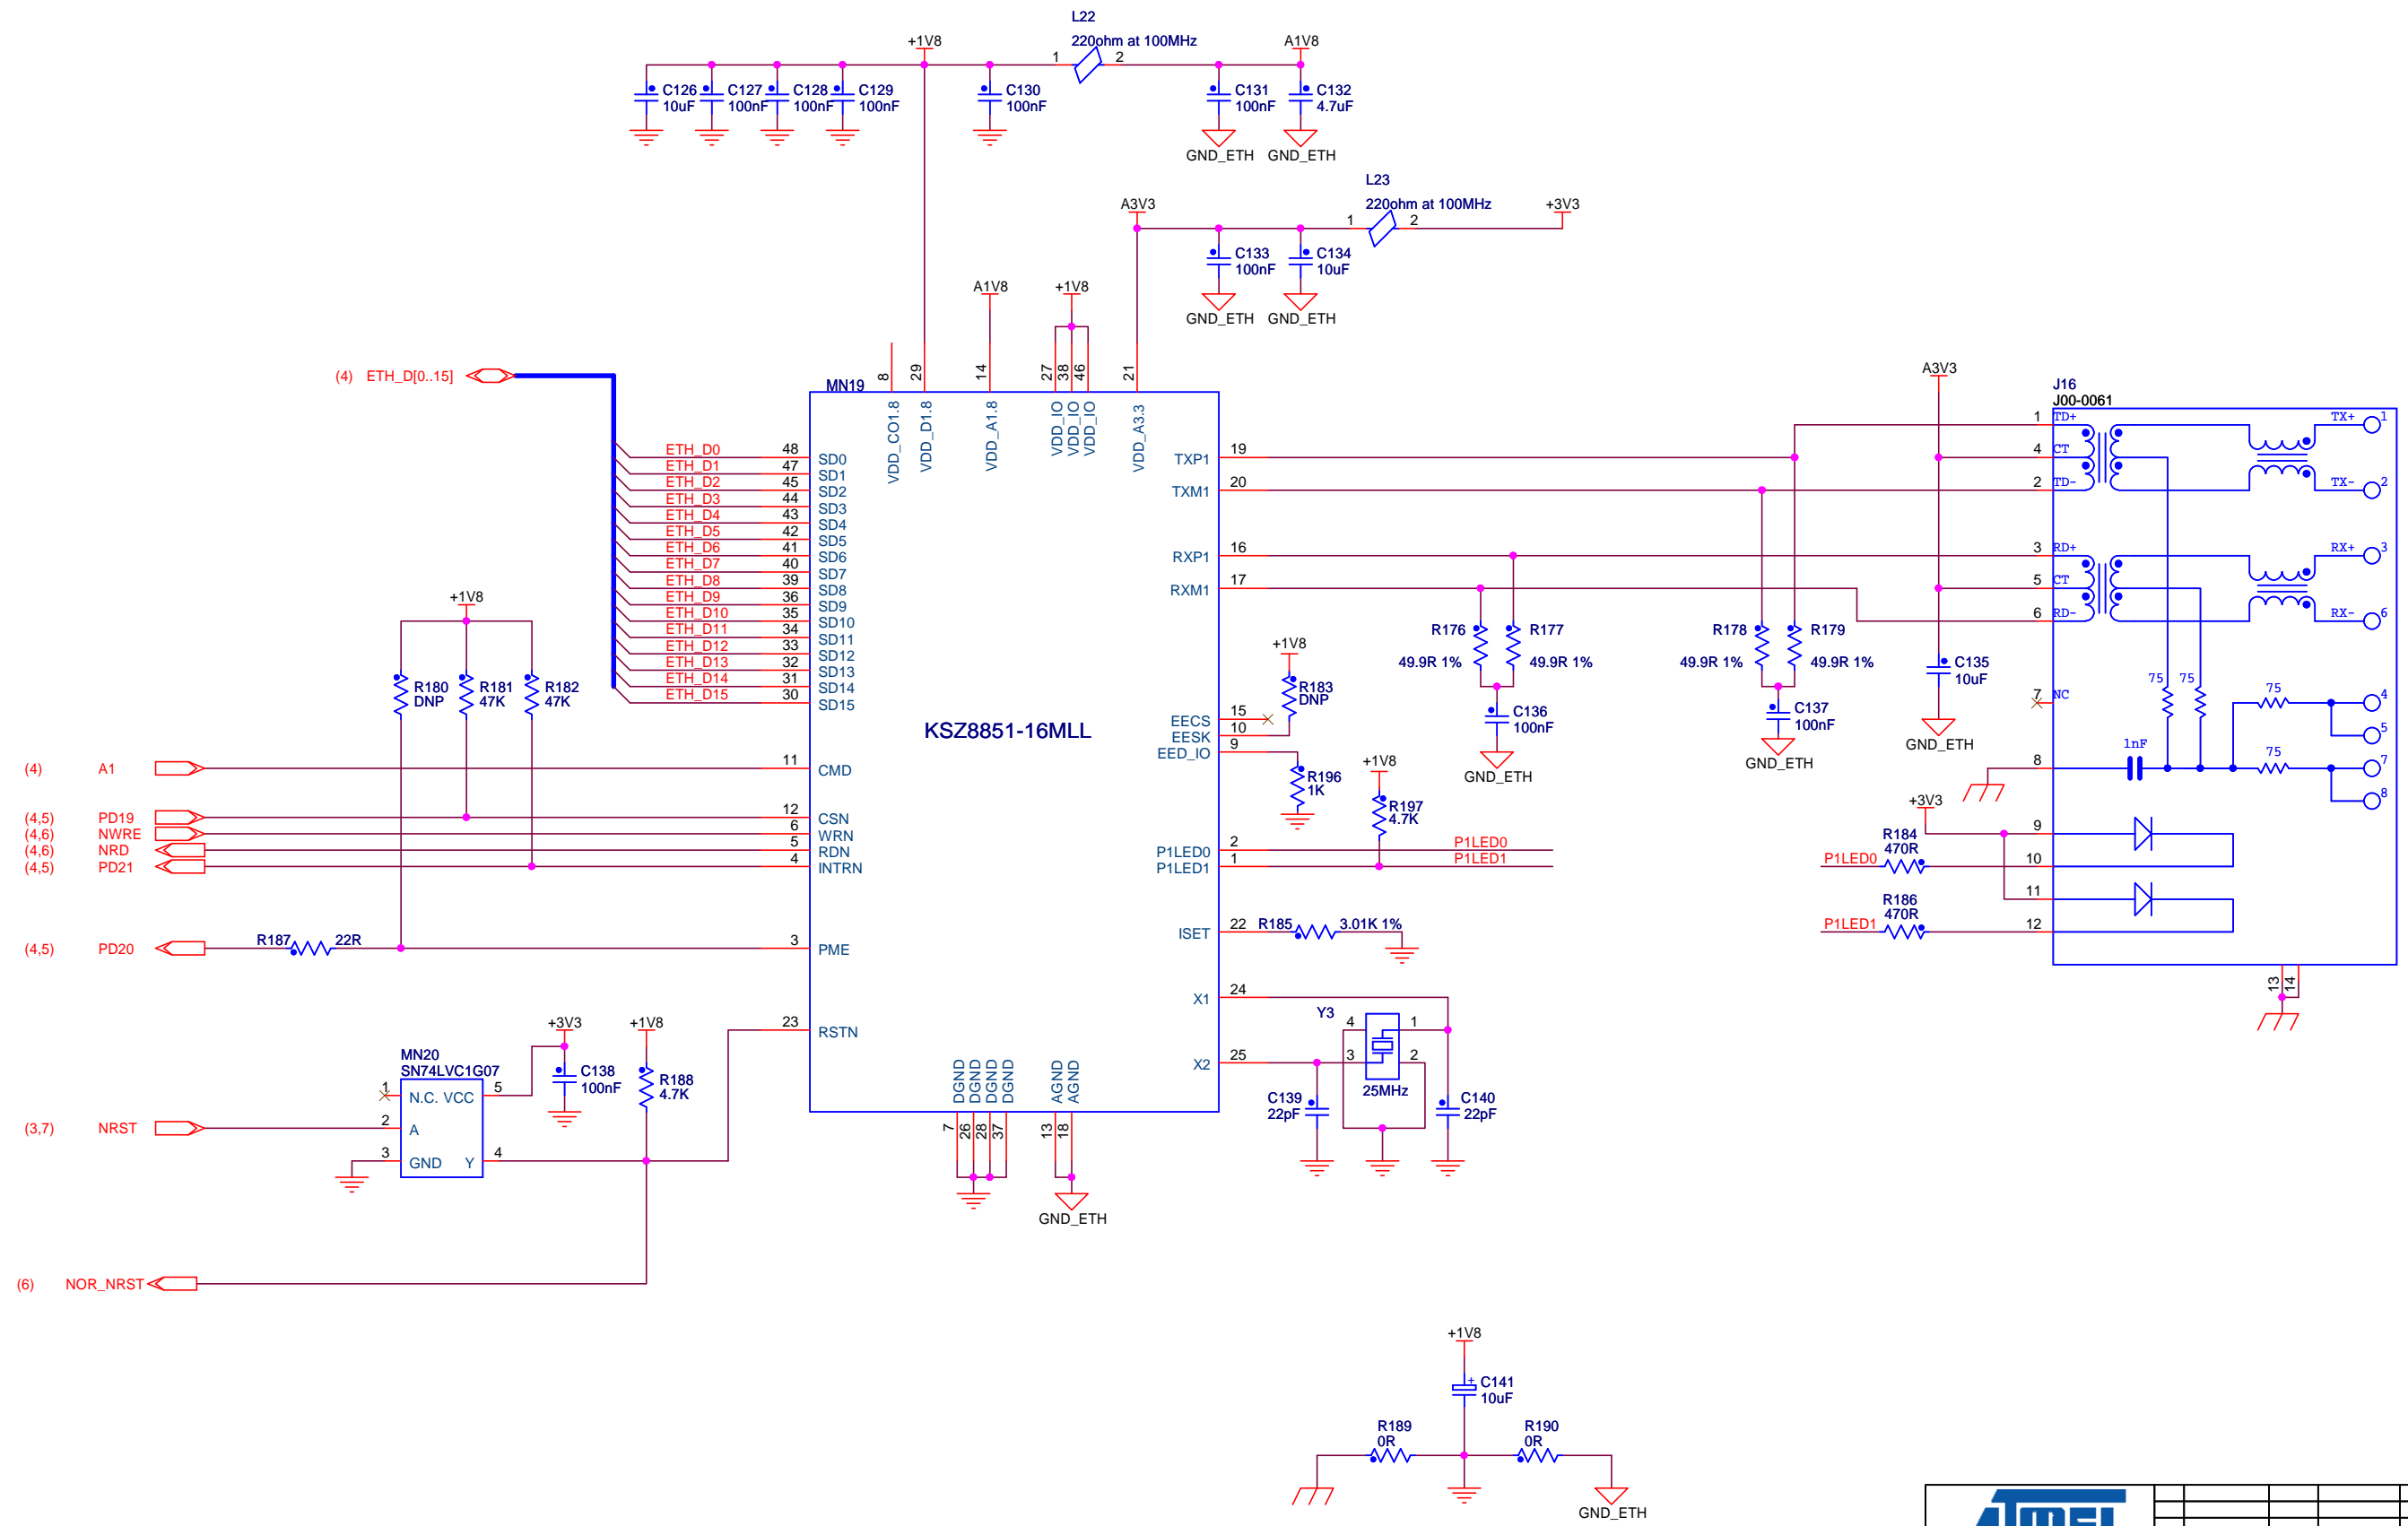 L22
220ohm at 100MHz
+1V8
A1V8
1
2
C126
10uF
C127
100nF
C128
100nF
C129
100nF
C130
100nF
C131
100nF
C132
4.7uF
GND_ETH
GND_ETH
L23
220ohm at 100MHz
A3V3
+3V3
1
2
C133
100nF
C134
10uF
GND_ETH
GND_ETH
A1V8
+1V8
(4) ETH_D[0..15]
MN19
8
29
14
27
38
46
21
VDD_CO1.8
VDD_D1.8
VDD_A1.8
VDD_IO
VDD_IO
VDD_IO
VDD_A3.3
ETH_D0 48 SD0
ETH_D1 47 SD1
ETH_D2 45 SD2
ETH_D3 44 SD3
ETH_D4 43 SD4
ETH_D5 42 SD5
ETH_D6 41 SD6
ETH_D7 40 SD7
ETH_D8 39 SD8
ETH_D9 36 SD9
ETH_D10 35 SD10
ETH_D11 34 SD11
ETH_D12 33 SD12
ETH_D13 32 SD13
ETH_D14 31 SD14
ETH_D15 30 SD15
KSZ8851-16MLL
+1V8
R180
DNP
R181
47K
R182
47K
(4) A1 11 CMD
(4,5) PD19 12 CSN
(4,6) NWRE 6 WRN
(4,6) NRD 5 RDN
(4,5) PD21 4 INTRN
(4,5) PD20 R187 22R 3 PME
23 RSTN
+3V3
+1V8
MN20
SN74LVC1G07
C138
100nF
R188
4.7K
1 N.C. VCC 5
(3,7) NRST 2 A
3 GND Y 4
(6) NOR_NRST
DGND
DGND
DGND
DGND
AGND
AGND
7
26
28
37
13
18
GND_ETH
TXP1 19
TXM1 20
RXP1 16
RXM1 17
R176
49.9R 1%
R177
49.9R 1%
C136
100nF
GND_ETH
R178
49.9R 1%
R179
49.9R 1%
C137
100nF
GND_ETH
+1V8
R183
DNP
EECS 15
EESK 10
EED_IO 9
R196
1K
+1V8
R197
4.7K
P1LED0 2 P1LED0
P1LED1 1 P1LED1
ISET 22 R185 3.01K 1%
X1 24
X2 25
Y3
4
1
3
2
25MHz
C139
22pF
C140
22pF
A3V3
C135
10uF
GND_ETH
J16
J00-0061
1 TD+ TX+ 1
4 CT
2 TD- TX- 2
3 RD+ RX+ 3
5 CT
6 RD- RX- 6
7 NC
75
75
75
4
5
1nF
75
7
8
8
+3V3
9
R184
470R
P1LED0 10
11
R186
470R
P1LED1 12
13
14
+1V8
C141
+
10uF
R189
0R
R190
0R
GND_ETH
ATMEL